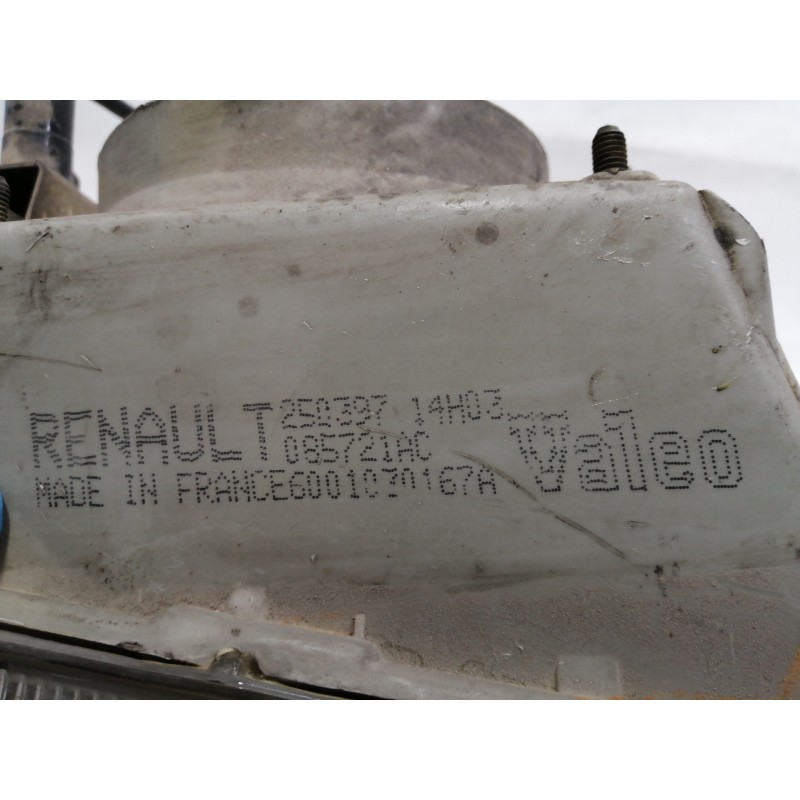 RENAULT 250397 14H03 Valeo
085721AC
MADE IN FRANCE6001070167A